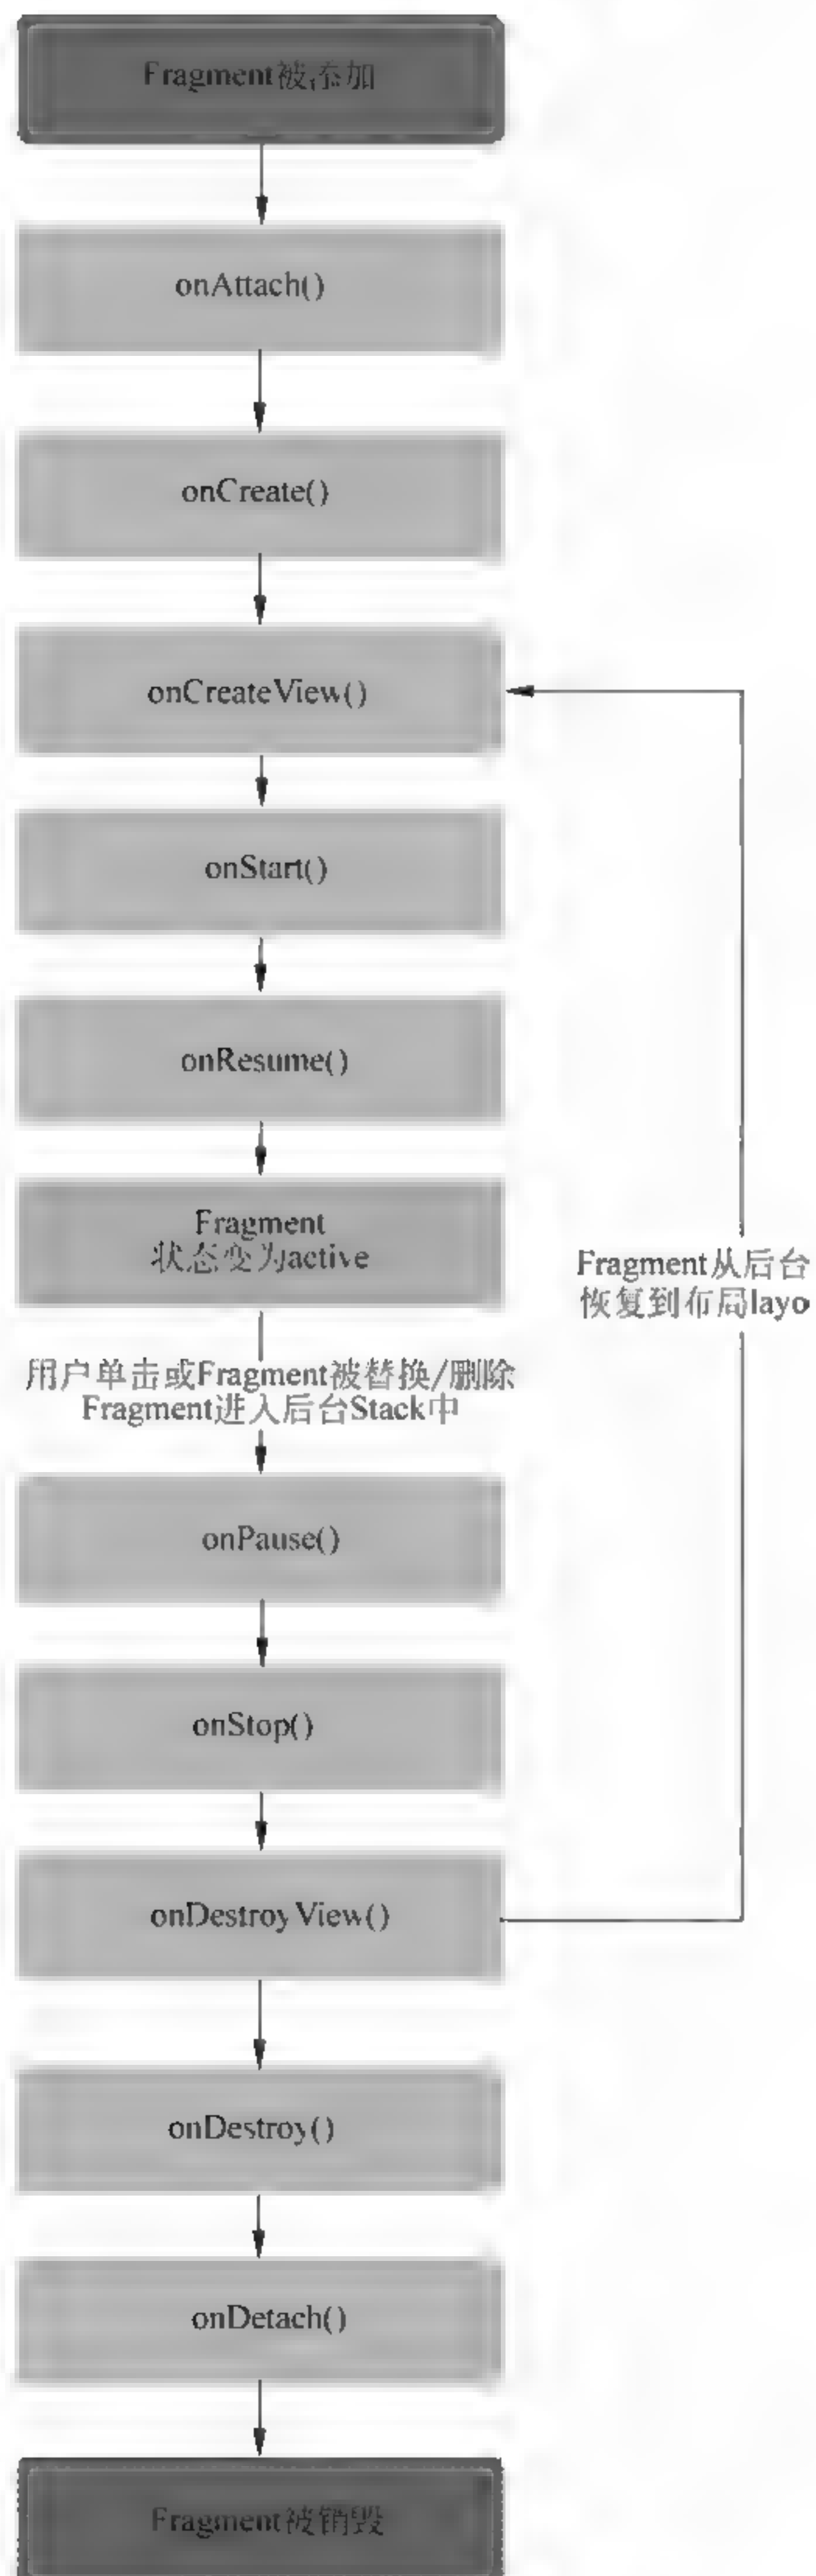 Fragment被添加
onAttach()
onCreate()
onCreateView()
onStart()
onResume()
Fragment
状态变为active
Fragment从后台
恢复到布局layo
用户单击或Fragment被替换/删除
Fragment进入后台Stack中
onPause()
onStop()
onDestroyView()
onDestroy()
onDetach()
Fragment被销毁